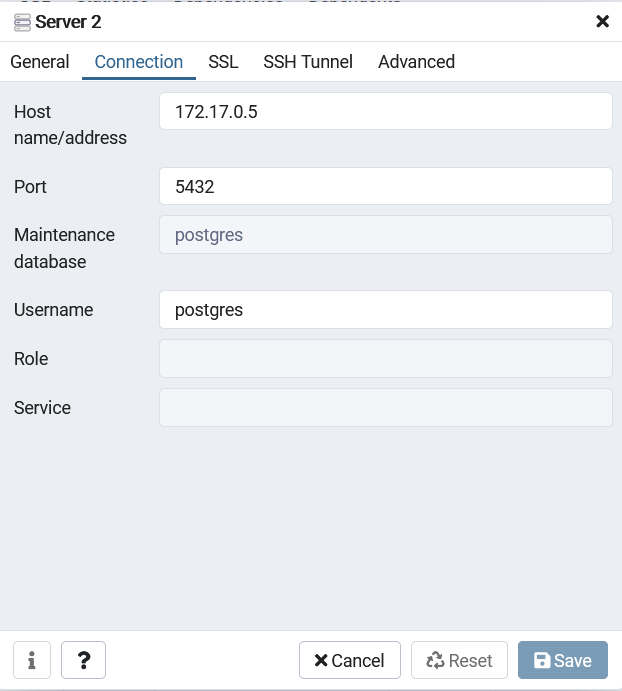 Server 2
General Connection SSL SSH Tunnel Advanced
Host
name/address
172.17.0.5
Port
5432
Maintenance
database
postgres
Username
postgres
Role
Service
i
?
Cancel
Reset
Save